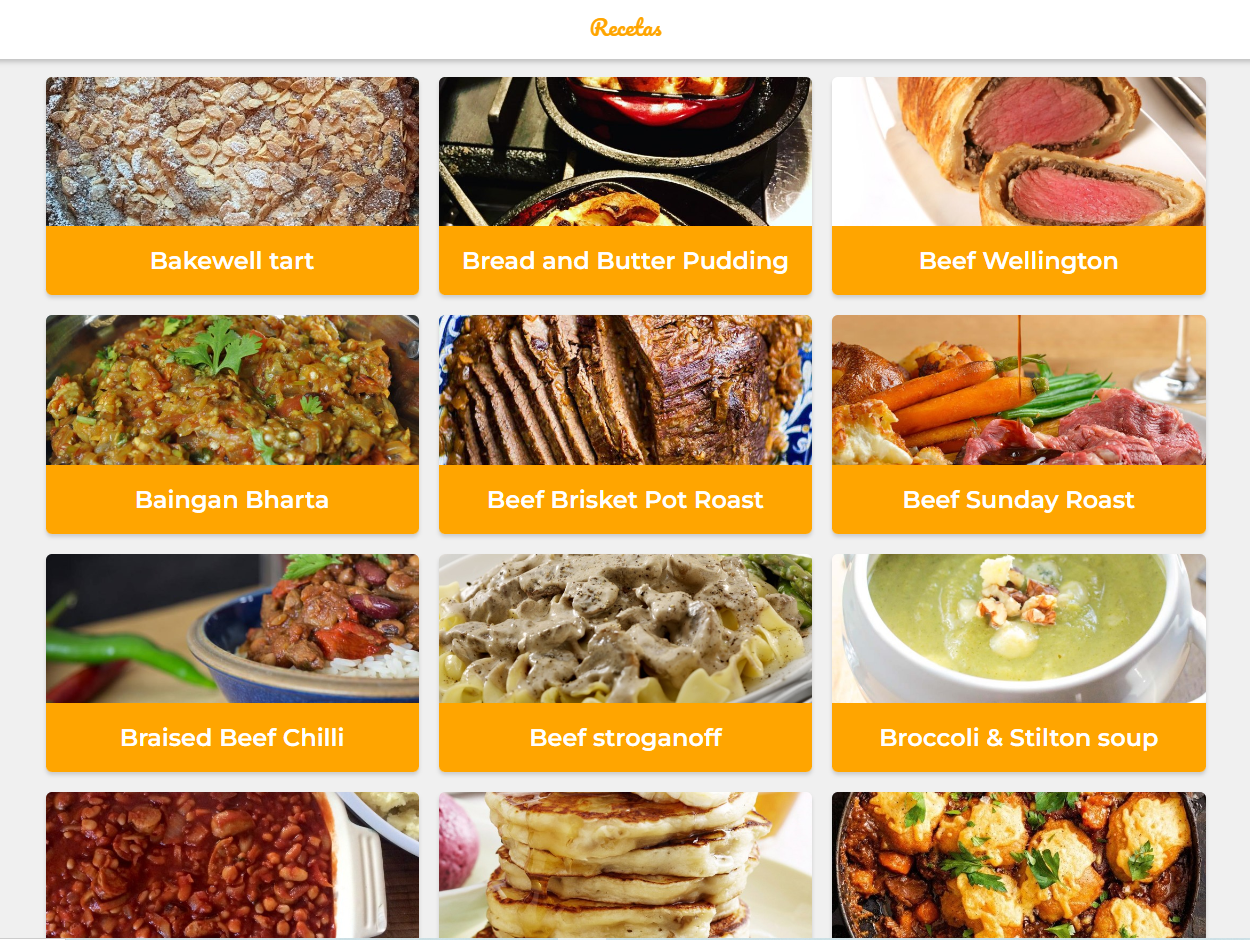 Recetas
Bakewell tart
Bread and Butter Pudding
Beef Wellington
Baingan Bharta
Beef Brisket Pot Roast
Beef Sunday Roast
Braised Beef Chilli
Beef stroganoff
Broccoli & Stilton soup